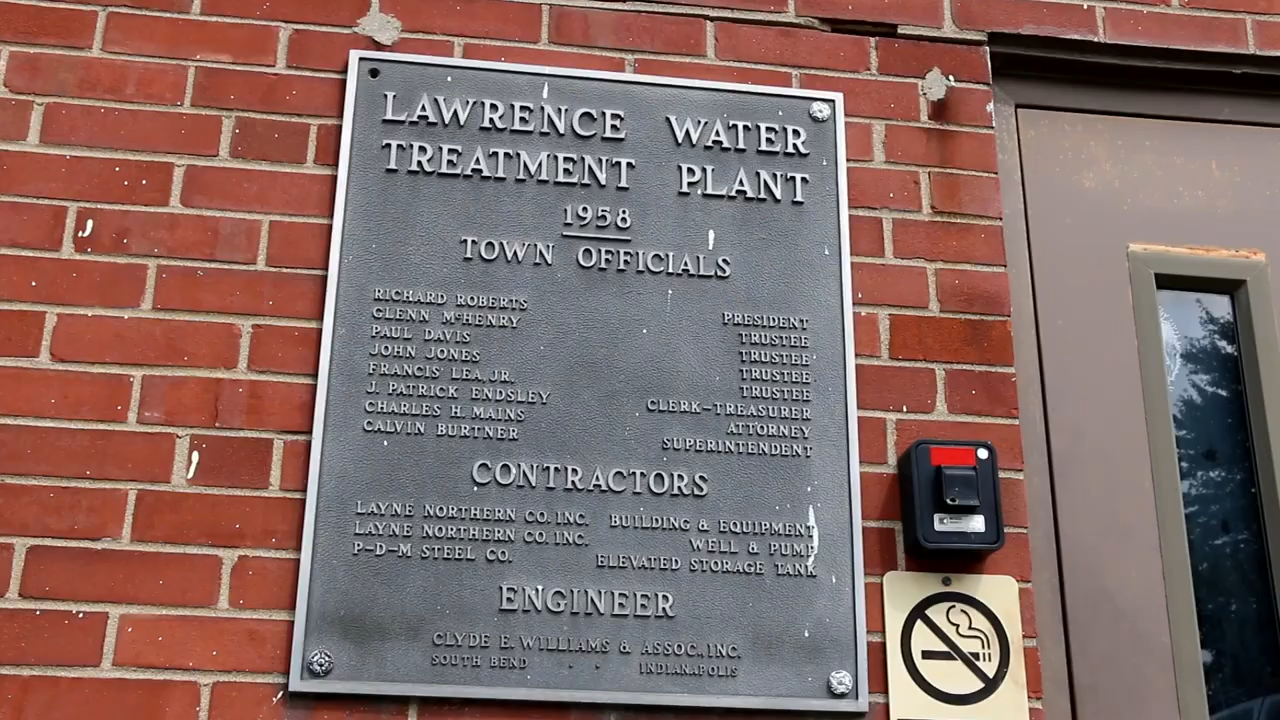 LAWRENCE WATER
TREATMENT PLANT
1958
TOWN OFFICIALS
RICHARD ROBERTS PRESIDENT
GLENN McHENRY TRUSTEE
PAUL DAVIS TRUSTEE
JOHN JONES TRUSTEE
FRANCIS LEA, JR. TRUSTEE
J. PATRICK ENDSLEY CLERK-TREASURER
CHARLES H. MAINS ATTORNEY
CALVIN BURTNER SUPERINTENDENT
CONTRACTORS
LAYNE NORTHERN CO. INC. BUILDING & EQUIPMENT
LAYNE NORTHERN CO. INC. WELL & PUMP
P-D-M STEEL CO. ELEVATED STORAGE TANK
ENGINEER
CLYDE E. WILLIAMS & ASSOC., INC.
SOUTH BEND . . INDIANAPOLIS